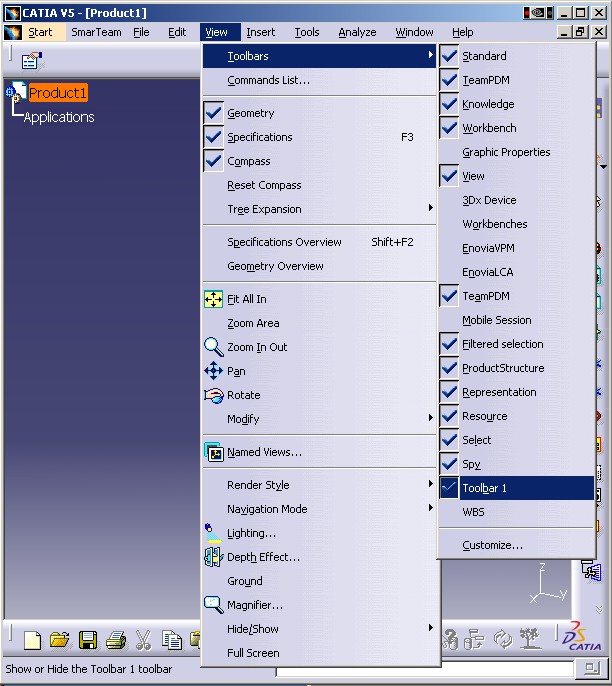 CATIA V5 - [Product1]
Start SmarTeam File Edit View Insert Tools Analyze Window Help
Product1
Applications
Toolbars
Commands List...
Geometry
Specifications F3
Compass
Reset Compass
Tree Expansion
Specifications Overview Shift+F2
Geometry Overview
Fit All In
Zoom Area
Zoom In Out
Pan
Rotate
Modify
Named Views...
Render Style
Navigation Mode
Lighting...
Depth Effect...
Ground
Magnifier...
Hide/Show
Full Screen
Standard
TeamPDM
Knowledge
Workbench
Graphic Properties
View
3Dx Device
Workbenches
EnoviaVPM
EnoviaLCA
TeamPDM
Mobile Session
Filtered selection
ProductStructure
Representation
Resource
Select
Spy
Toolbar 1
WBS
Customize...
z
x
y
CATIA
Show or Hide the Toolbar 1 toolbar